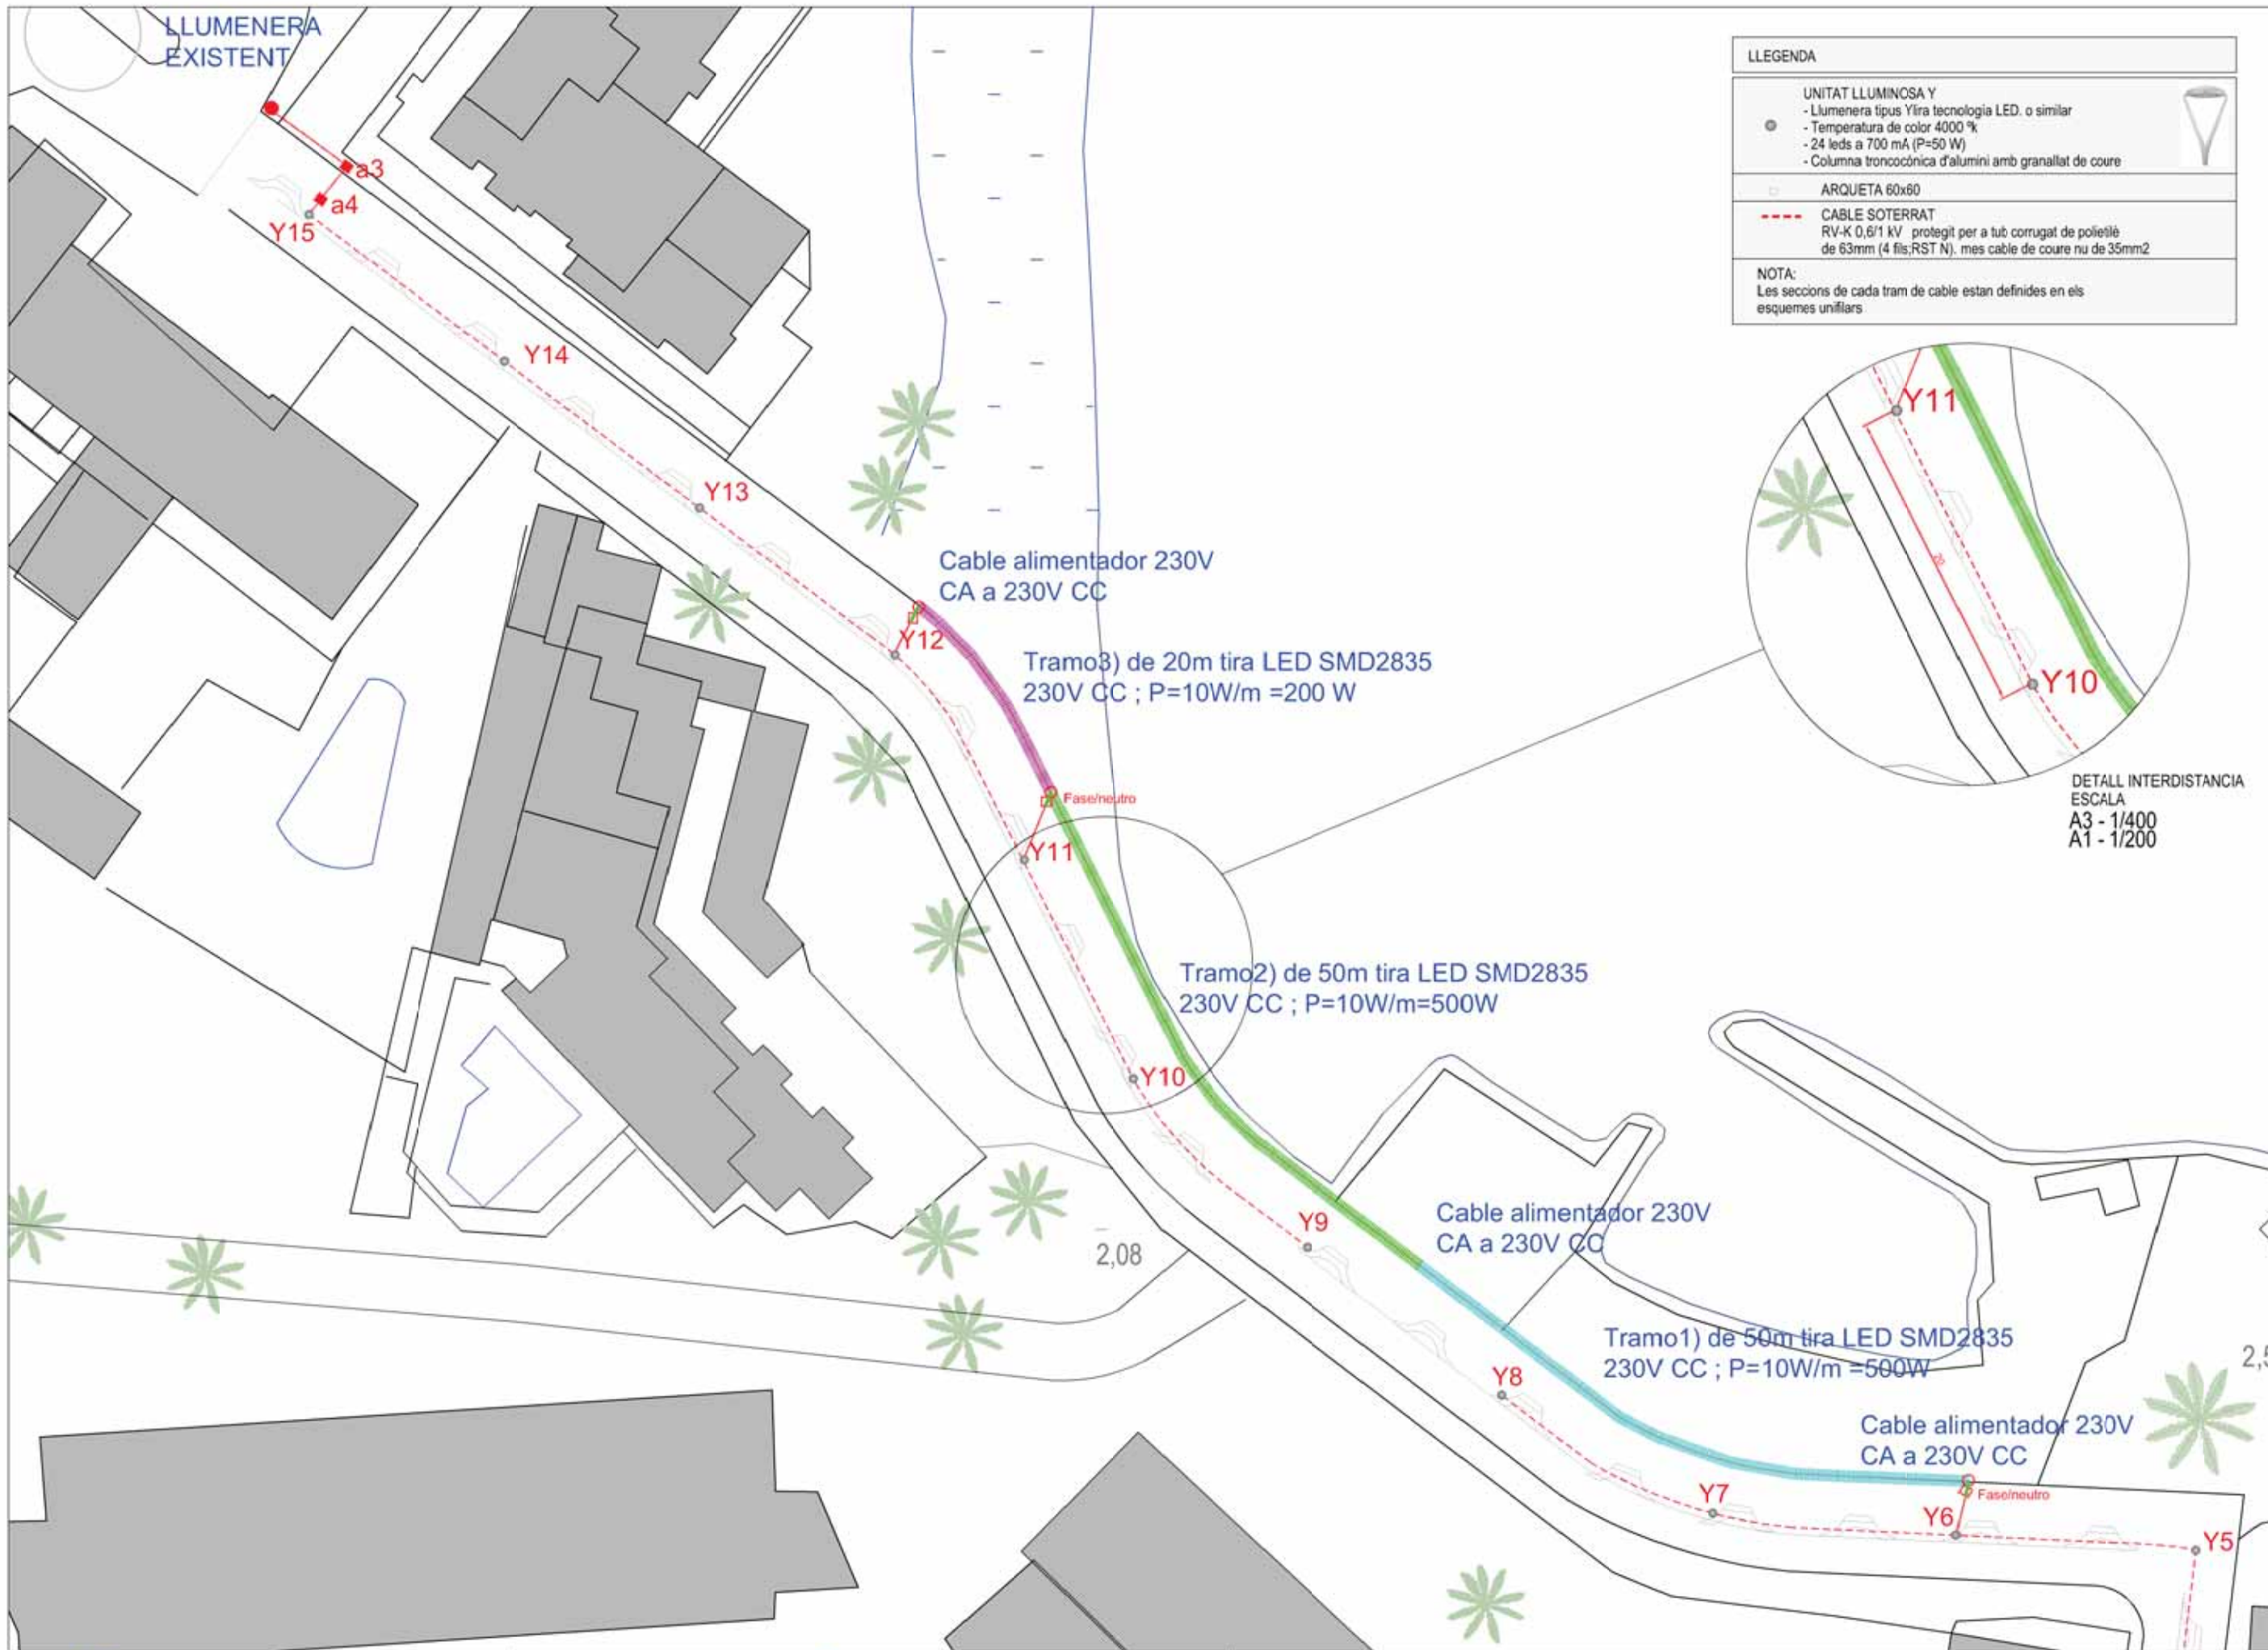 LLUMENERA
EXISTENT
a3
a4
Y15
Y14
Y13
Cable alimentador 230V
CA a 230V CC
Y12
Tramo3) de 20m tira LED SMD2835
230V CC ; P=10W/m =200 W
Fase/neutro
Y11
Tramo2) de 50m tira LED SMD2835
230V CC ; P=10W/m=500W
Y10
Y9
2,08
Cable alimentador 230V
CA a 230V CC
Tramo1) de 50m tira LED SMD2835
230V CC ; P=10W/m =500W
Y8
Cable alimentador 230V
CA a 230V CC
Fase/neutro
Y7
Y6
Y5
LLEGENDA
UNITAT LLUMINOSA Y
- Llumenera tipus Ylira tecnologia LED. o similar
- Temperatura de color 4000 ºk
- 24 leds a 700 mA (P=50 W)
- Columna troncocònica d'alumini amb granallat de coure
ARQUETA 60x60
CABLE SOTERRAT
RV-K 0,6/1 kV protegit per a tub corrugat de polietilè
de 63mm (4 fils;RST N). mes cable de coure nu de 35mm2
NOTA:
Les seccions de cada tram de cable estan definides en els
esquemes unifilars
Y11
20
Y10
DETALL INTERDISTANCIA
ESCALA
A3 - 1/400
A1 - 1/200